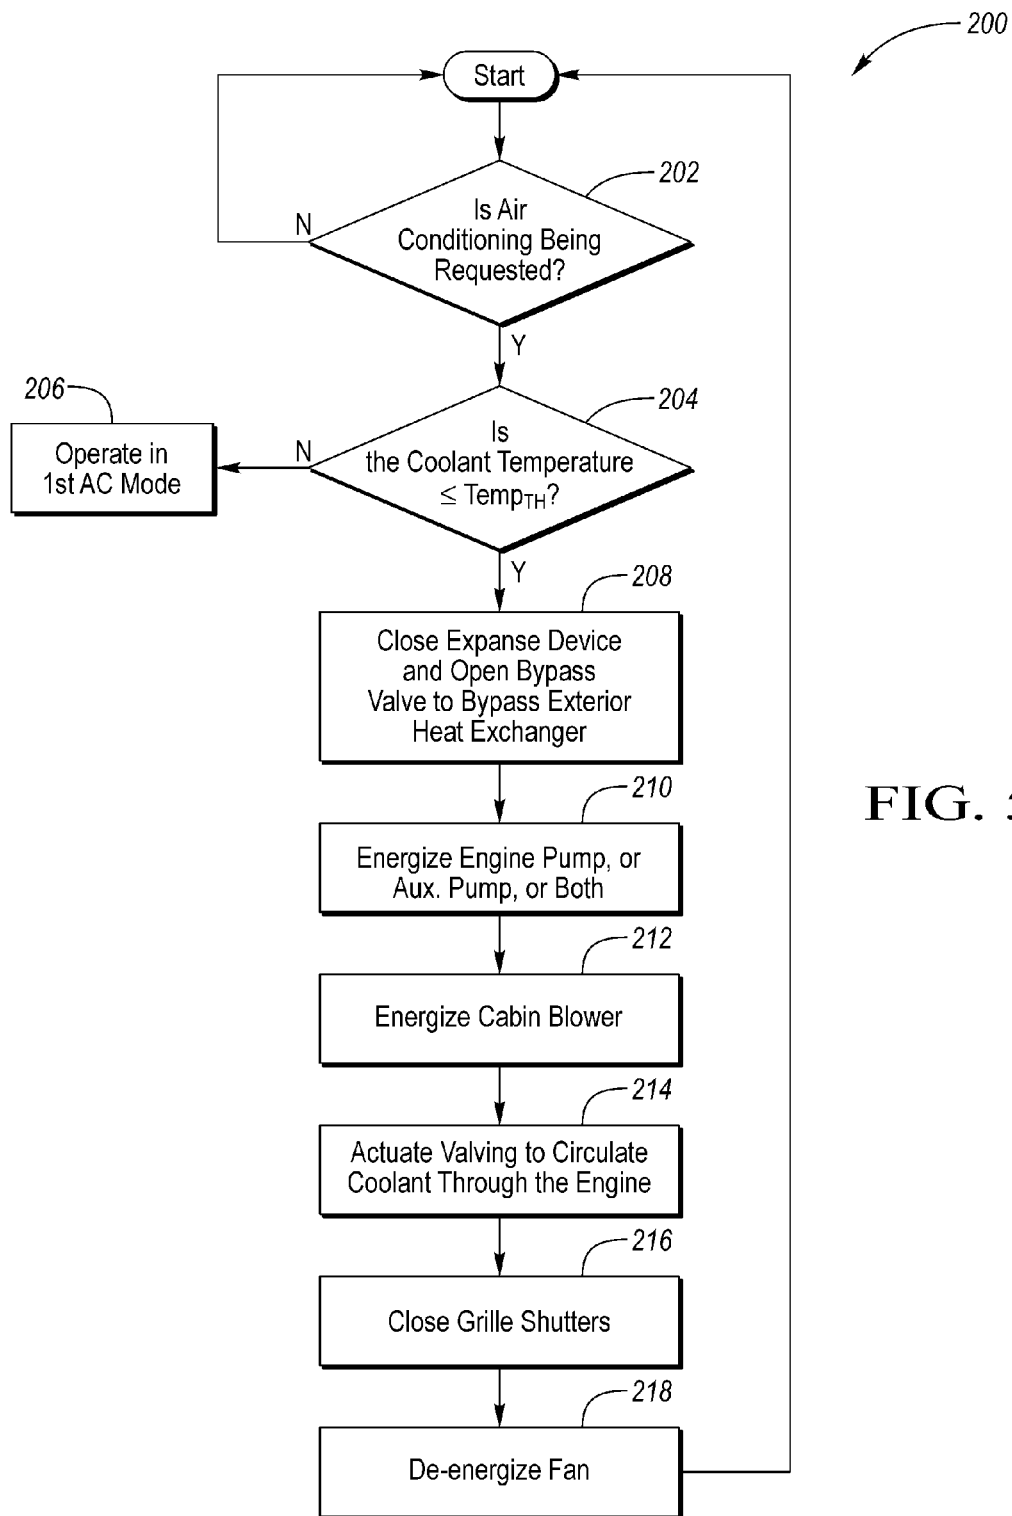 200
Start
202
Is Air
Conditioning Being
Requested?
N
Y
206
Operate in
1st AC Mode
204
Is
the Coolant Temperature
≤ TempTH?
N
Y
208
Close Expanse Device
and Open Bypass
Valve to Bypass Exterior
Heat Exchanger
210
Energize Engine Pump, or
Aux. Pump, or Both
FIG.
212
Energize Cabin Blower
214
Actuate Valving to Circulate
Coolant Through the Engine
216
Close Grille Shutters
218
De-energize Fan